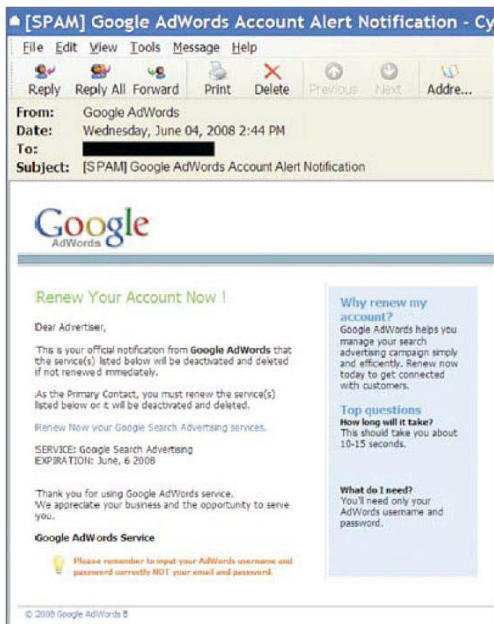 [SPAM] Google AdWords Account Alert Notification - Cy
File Edit View Tools Message Help
Reply Reply All Forward Print Delete Previous Next Addre...
From: Google AdWords
Date: Wednesday, June 04, 2008 2:44 PM
To:
Subject: [SPAM] Google AdWords Account Alert Notification
Google
AdWords
Renew Your Account Now !
Dear Advertiser,
This is your official notification from Google AdWords that
the service(s) listed below will be deactivated and deleted
if not renewed immediately.
As the Primary Contact, you must renew the service(s)
listed below or it will be deactivated and deleted.
Renew Now your Google Search Advertising services.
SERVICE: Google Search Advertising
EXPIRATION: June, 6 2008
Thank you for using Google AdWords service.
We appreciate your business and the opportunity to serve
you.
Google AdWords Service
Please remember to input your AdWords username and
password correctly NOT your email and password.
Why renew my
account?
Google AdWords helps you
manage your search
advertising campaign simply
and efficiently. Renew now
today to get connected
with customers.
Top questions
How long will it take?
This should take you about
10-15 seconds.
What do I need?
You'll need only your
AdWords username and
password.
© 2008 Google AdWords